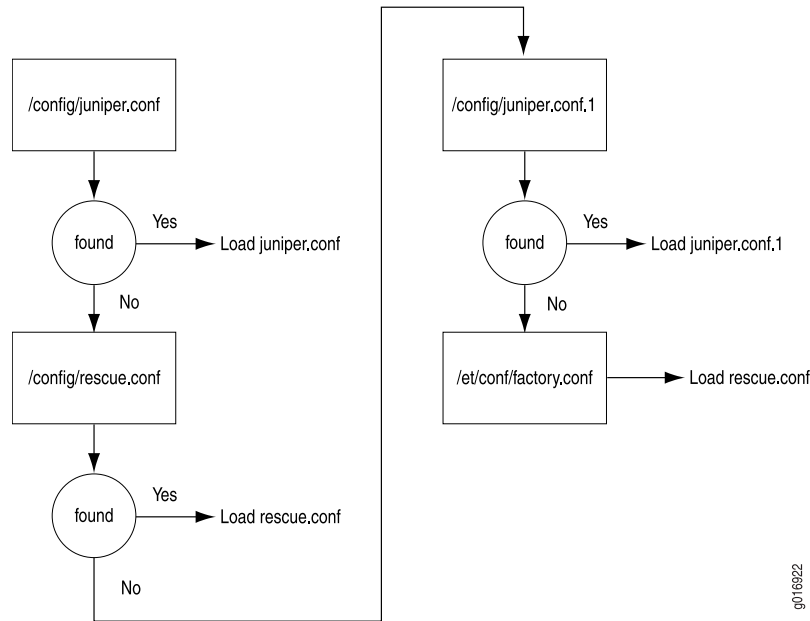 /config/juniper.conf
found
Yes
Load juniper.conf
No
/config/rescue.conf
found
Yes
Load rescue.conf
No
/config/juniper.conf.1
found
Yes
Load juniper.conf.1
No
/et/conf/factory.conf
Load rescue.conf
g016922